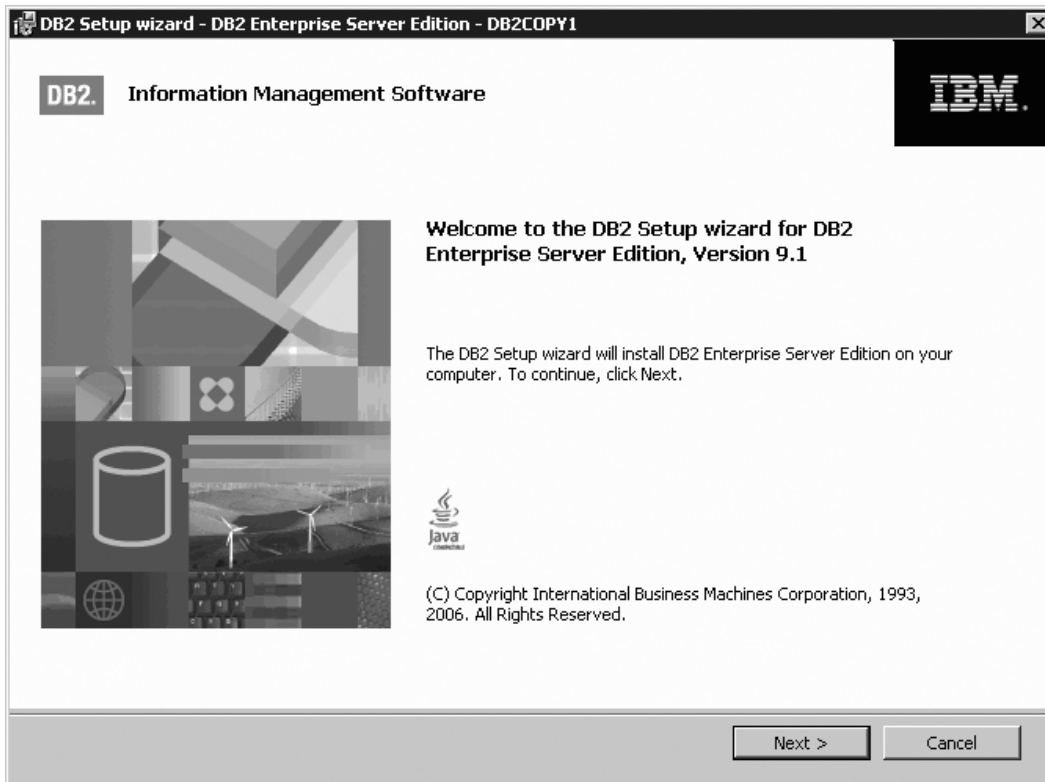 DB2 Setup wizard - DB2 Enterprise Server Edition - DB2COPY1
DB2. Information Management Software
IBM.
Welcome to the DB2 Setup wizard for DB2
Enterprise Server Edition, Version 9.1
The DB2 Setup wizard will install DB2 Enterprise Server Edition on your
computer. To continue, click Next.
Java
COMPATIBLE
(C) Copyright International Business Machines Corporation, 1993,
2006. All Rights Reserved.
Next >
Cancel